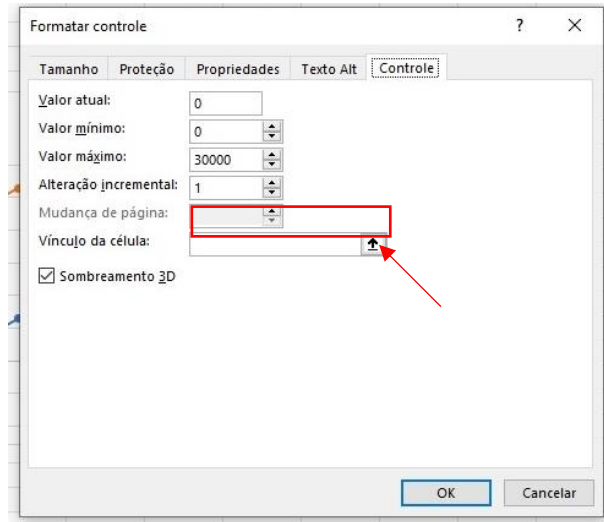 Formatar controle ? ×
Tamanho Proteção Propriedades Texto Alt Controle
Valor atual: 0
Valor mínimo: 0
Valor máximo: 30000
Alteração incremental: 1
Mudança de página:
Vínculo da célula:
Sombreamento 3D
OK Cancelar